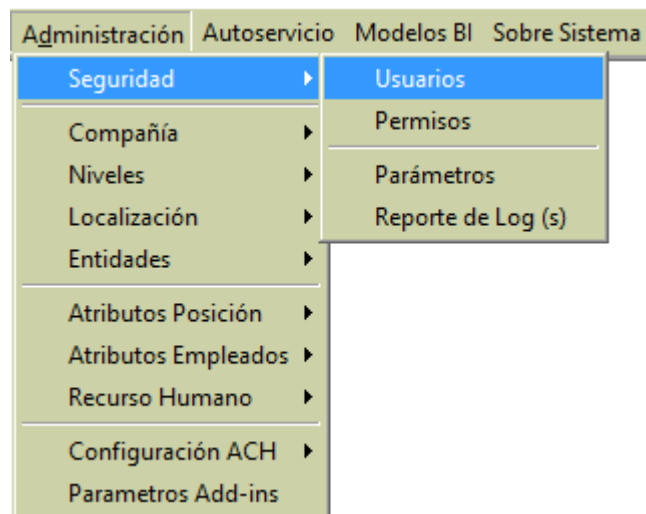 Administración Autoservicio Modelos BI Sobre Sistema
Seguridad
Compañía
Niveles
Localización
Entidades
Atributos Posición
Atributos Empleados
Recurso Humano
Configuración ACH
Parametros Add-ins
Usuarios
Permisos
Parámetros
Reporte de Log (s)